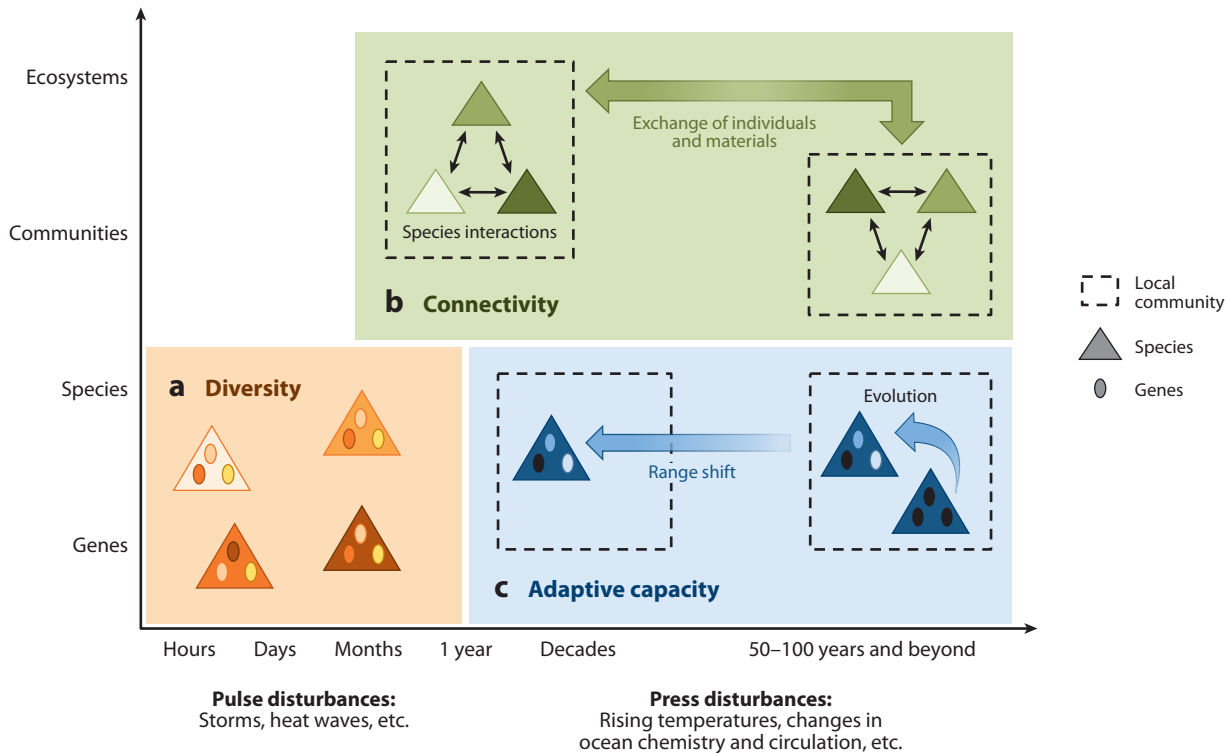 Ecosystems
Communities
Species
Genes
Exchange of individuals
and materials
Species interactions
b Connectivity
a Diversity
Evolution
Range shift
c Adaptive capacity
Local
community
Species
Genes
Hours
Days
Months
1 year
Decades
50–100 years and beyond
Pulse disturbances:
Storms, heat waves, etc.
Press disturbances:
Rising temperatures, changes in
ocean chemistry and circulation, etc.